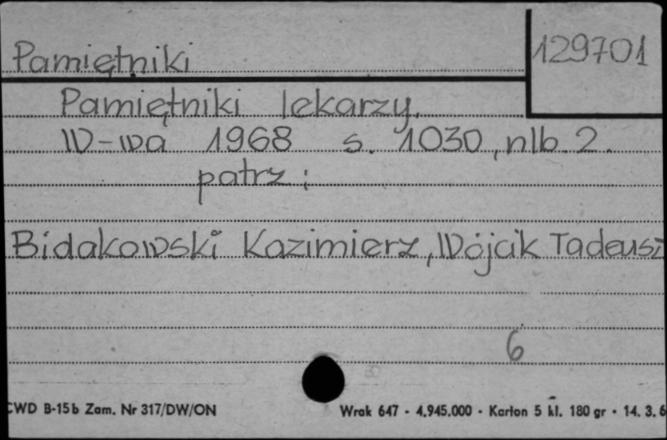 Pamiętniki
129701
Pamiętniki lekarzy.
W-wa 1968 s. 1030, nlb. 2.
patrz:
Bidakowski Kazimierz, Wójcik Tadeusz
6
CWD B-15b Zam. Nr 317/DW/ON
Wrak 647 - 4.945.000 - Karton 5 kl. 180 gr - 14. 3. 6